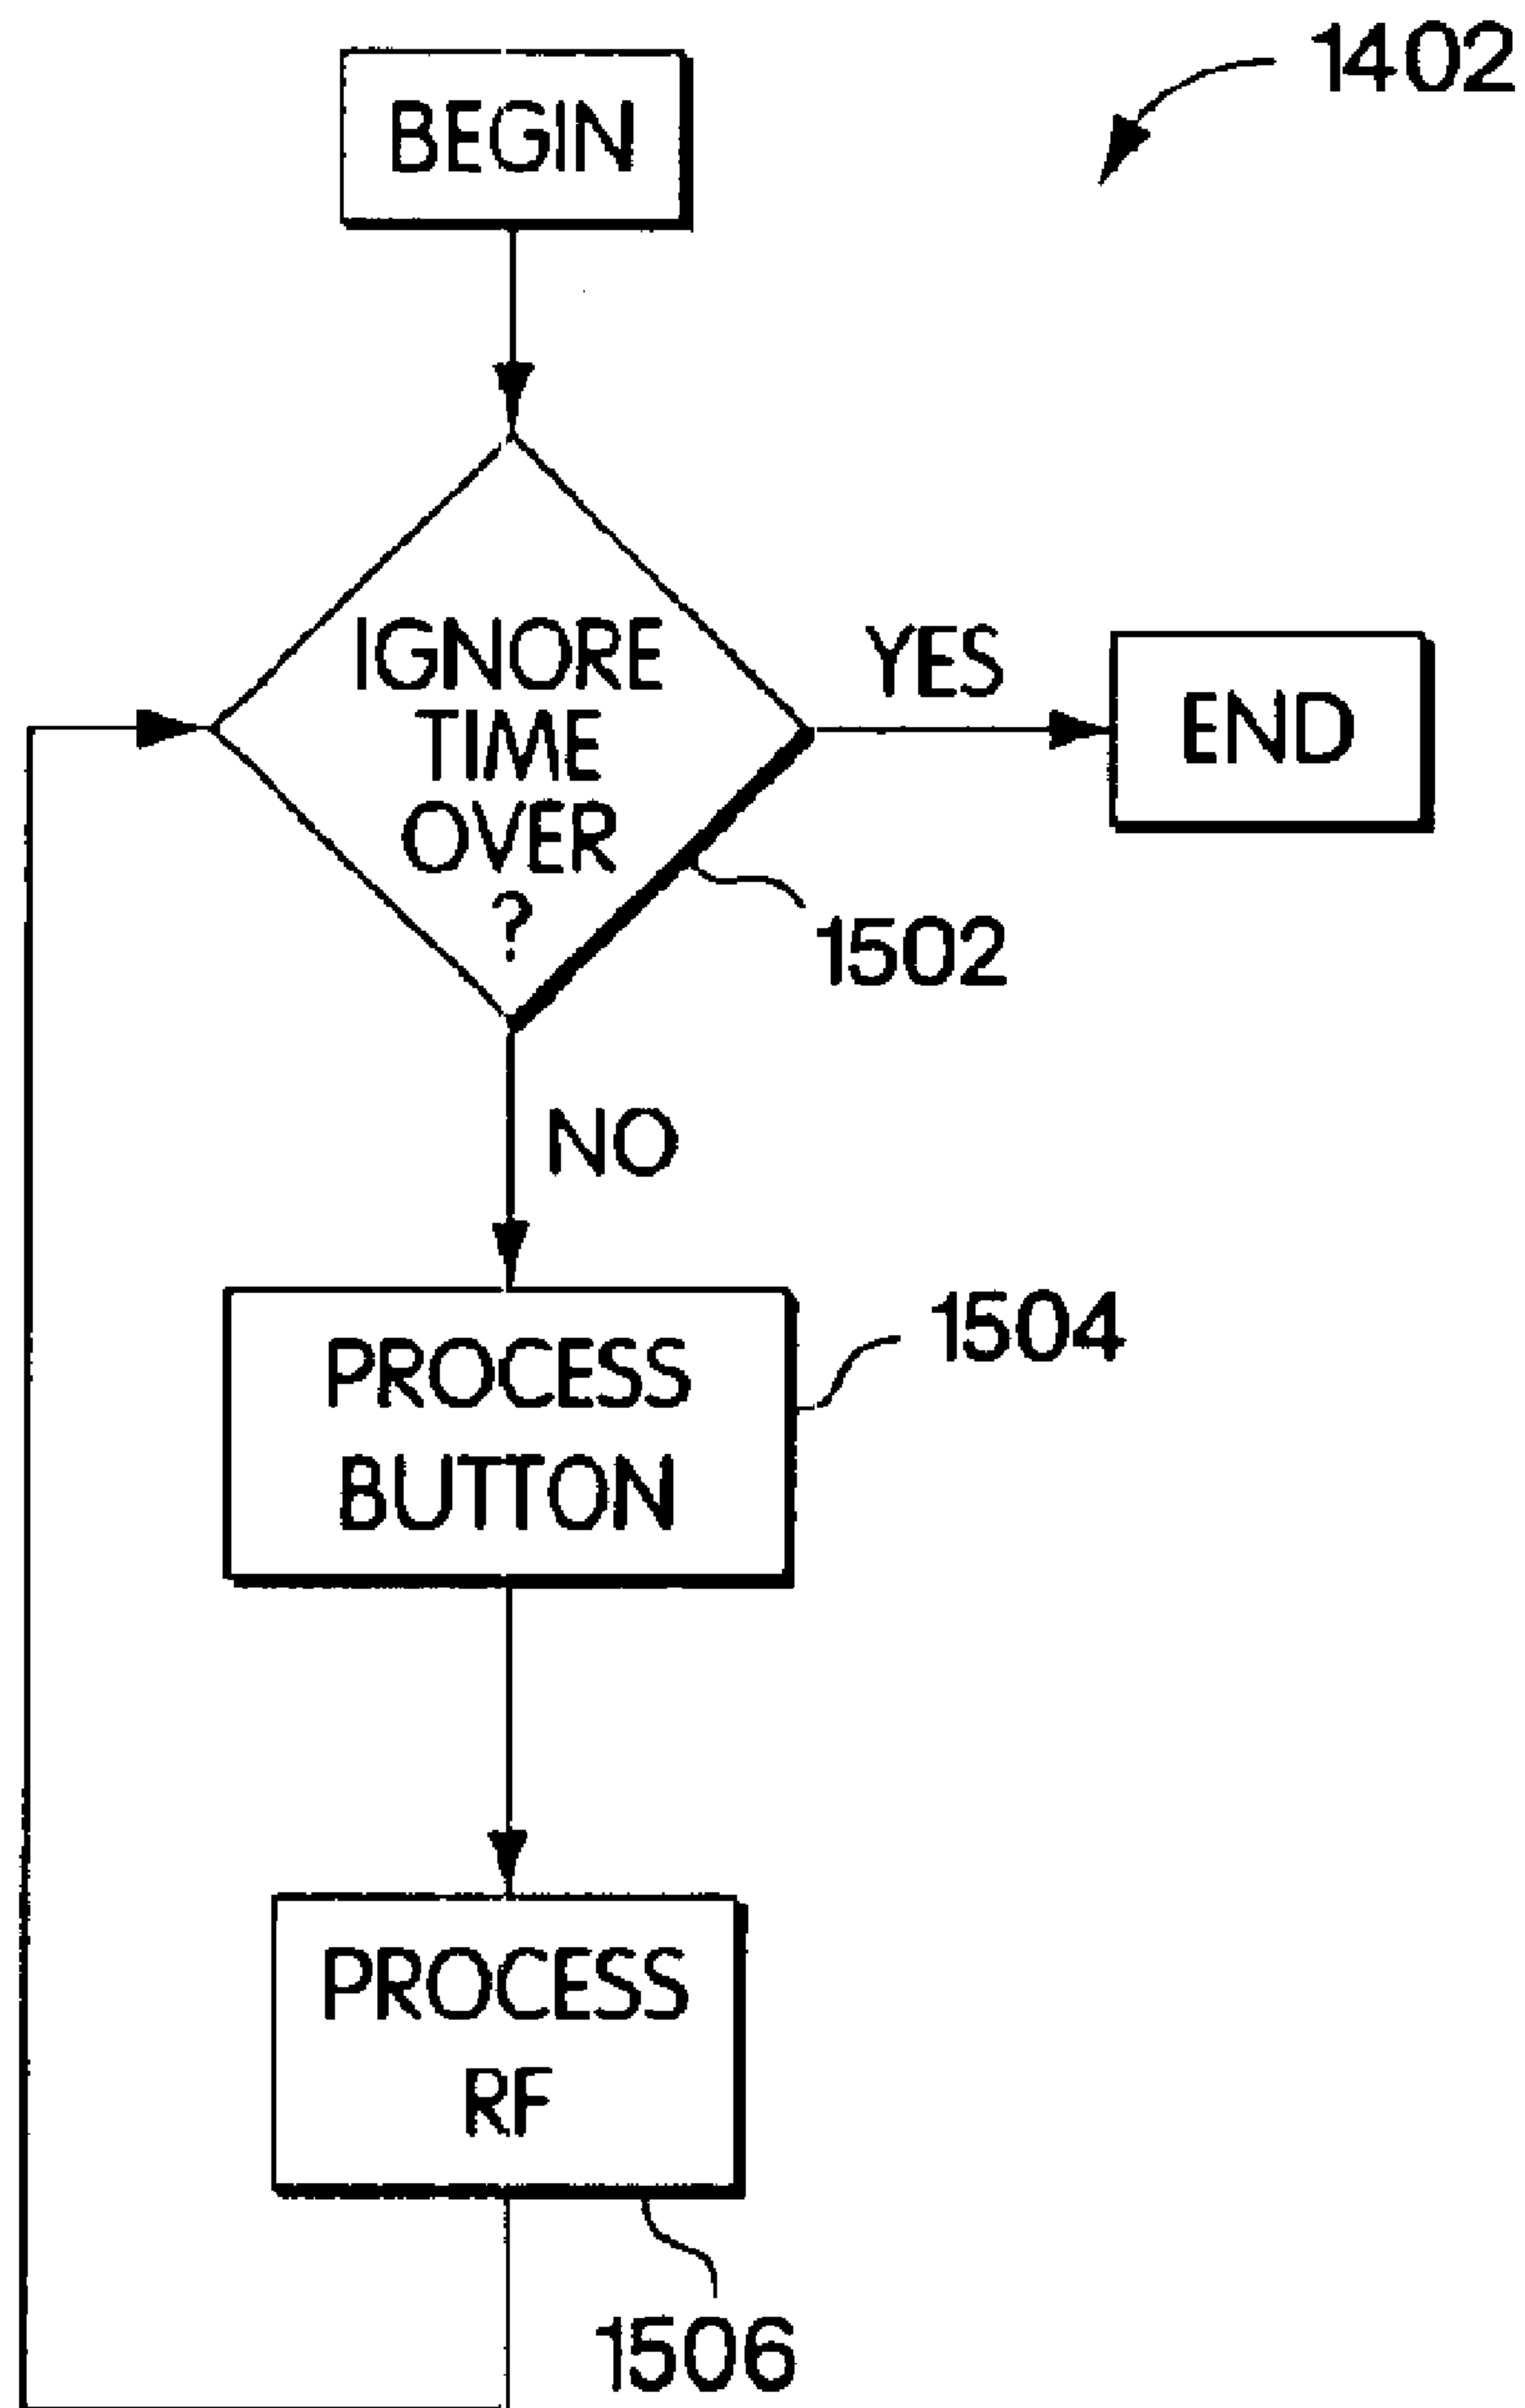 1402
BEGIN
IGNORE
TIME
OVER
?
YES
END
1502
NO
PROCESS
BUTTON
1504
PROCESS
RF
1506